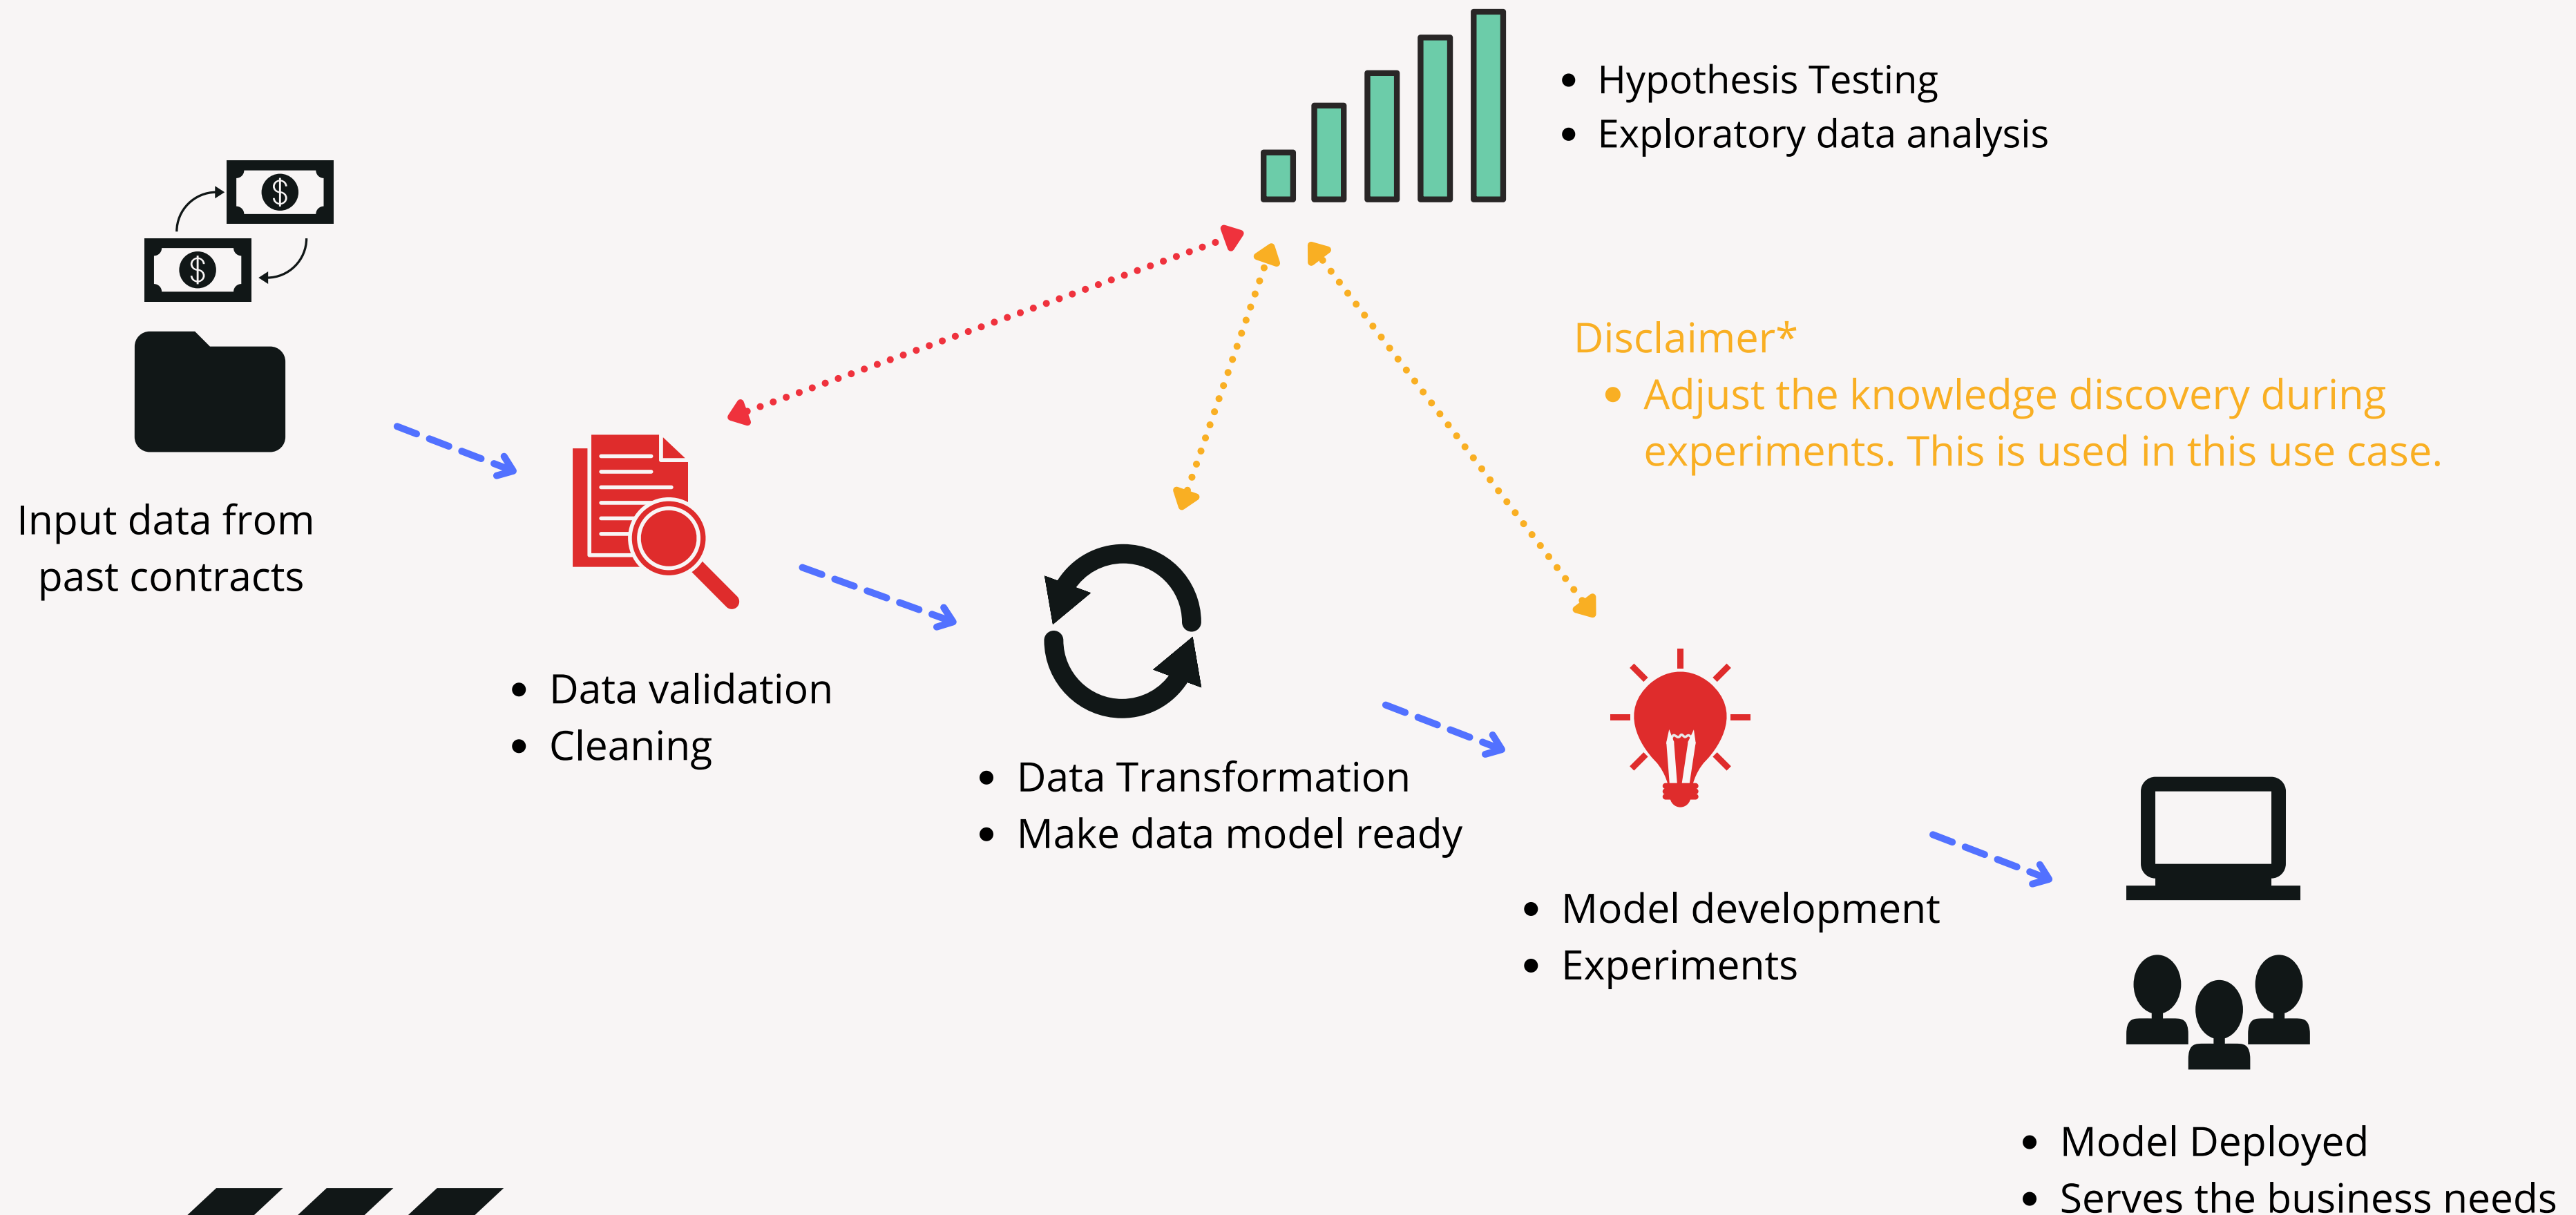 • Hypothesis Testing
• Exploratory data analysis
$
$
Disclaimer*
• Adjust the knowledge discovery during
experiments. This is used in this use case.
Input data from
past contracts
• Data validation
• Cleaning
• Data Transformation
• Make data model ready
• Model development
• Experiments
• Model Deployed
• Serves the business needs